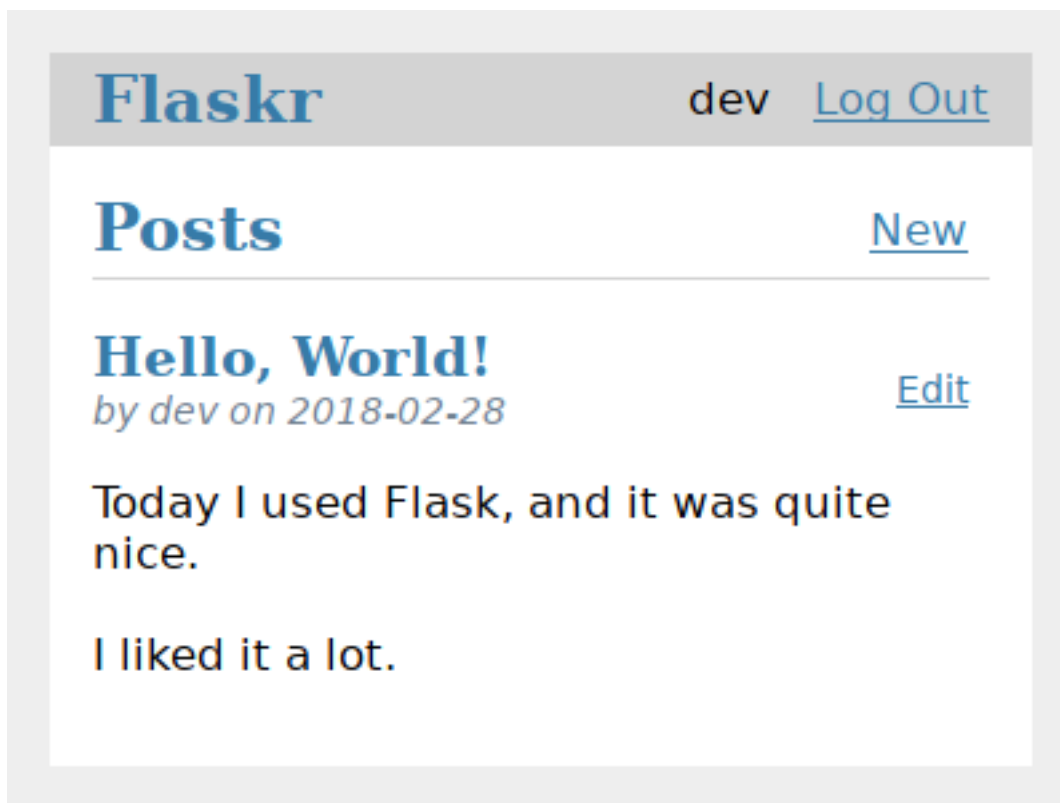 Flaskr dev Log Out
Posts New
Hello, World!
by dev on 2018-02-28
Edit
Today I used Flask, and it was quite
nice.
I liked it a lot.